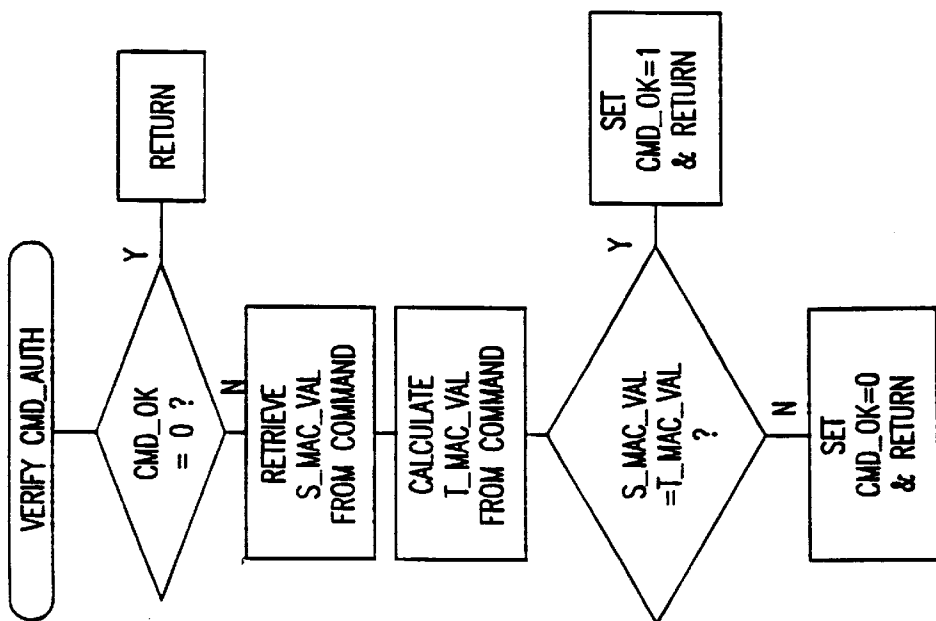 VERIFY CMD_AUTH
CMD_OK
= 0 ?
Y
RETURN
N
RETRIEVE
S_MAC_VAL
FROM COMMAND
CALCULATE
T_MAC_VAL
FROM COMMAND
S_MAC_VAL
=T_MAC_VAL
?
Y
SET
CMD_OK=1
& RETURN
N
SET
CMD_OK=0
& RETURN